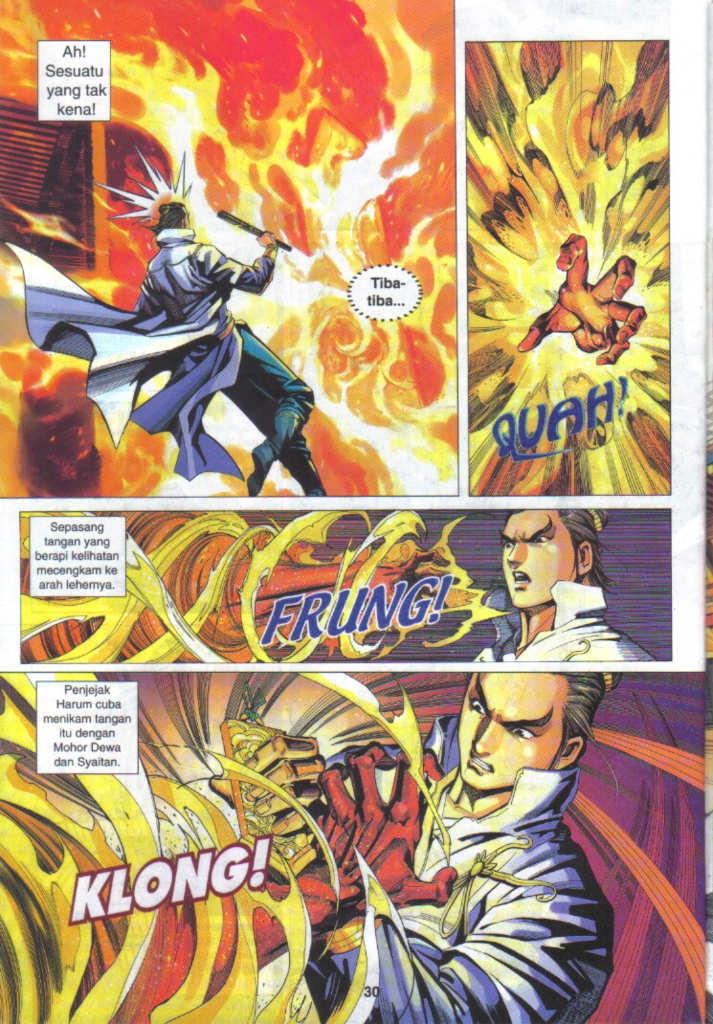 Ah!
Sesuatu
yang tak
kena!
Tiba-
tiba...
QUAH!
Sepasang
tangan yang
berapi kelihatan
mecengkam ke
arah lehernya.
FRUNG!
Penjejak
Harum cuba
menikam tangan
itu dengan
Mohor Dewa
dan Syaitan.
KLONG!
30